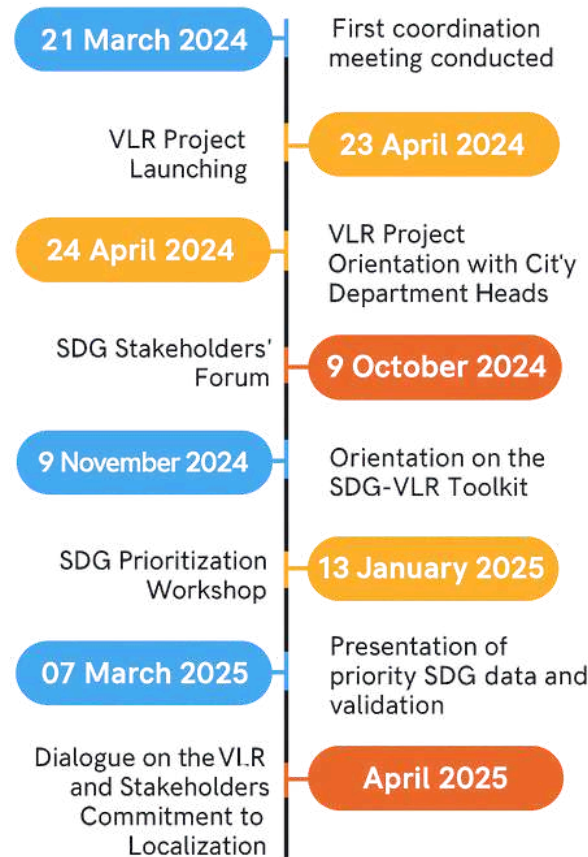 21 March 2024
First coordination
meeting conducted
VLR Project
Launching
23 April 2024
24 April 2024
VLR Project
Orientation with Cit'y
Department Heads
SDG Stakeholders'
Forum
9 October 2024
9 November 2024
Orientation on the
SDG-VLR Toolkit
SDG Prioritization
Workshop
13 January 2025
07 March 2025
Presentation of
priority SDG data and
validation
Dialogue on the VI.R
and Stakeholders
Commitment to
Localization
April 2025